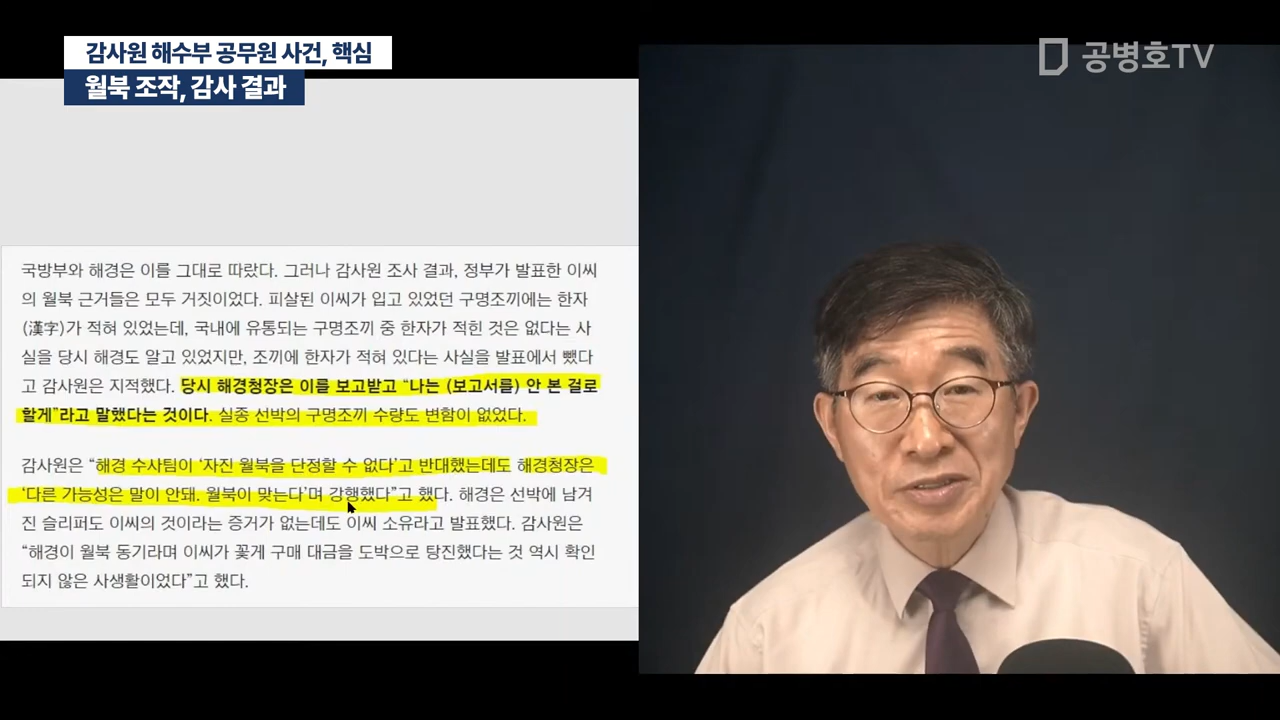 감사원 해수부 공무원 사건, 핵심
월북 조작, 감사 결과
공병호TV
국방부와 해경은 이를 그대로 따랐다. 그러나 감사원 조사 결과, 정부가 발표한 이씨
의 월북 근거들은 모두 거짓이었다. 피살된 이씨가 입고 있었던 구명조끼에는 한자
(漢字)가 적혀 있었는데, 국내에 유통되는 구명조끼 중 한자가 적힌 것은 없다는 사
실을 당시 해경도 알고 있었지만, 조끼에 한자가 적혀 있다는 사실을 발표에서 뺐다
고 감사원은 지적했다. 당시 해경청장은 이를 보고받고 “나는 (보고서를) 안 본 걸로
할게”라고 말했다는 것이다. 실종 선박의 구명조끼 수량도 변함이 없었다.
감사원은 “해경 수사팀이 ‘자진 월북을 단정할 수 없다’고 반대했는데도 해경청장은
‘다른 가능성은 말이 안돼. 월북이 맞는다’며 강행했다”고 했다. 해경은 선박에 남겨
진 슬리퍼도 이씨의 것이라는 증거가 없는데도 이씨 소유라고 발표했다. 감사원은
“해경이 월북 동기라며 이씨가 꽃게 구매 대금을 도박으로 탕진했다는 것 역시 확인
되지 않은 사생활이었다”고 했다.